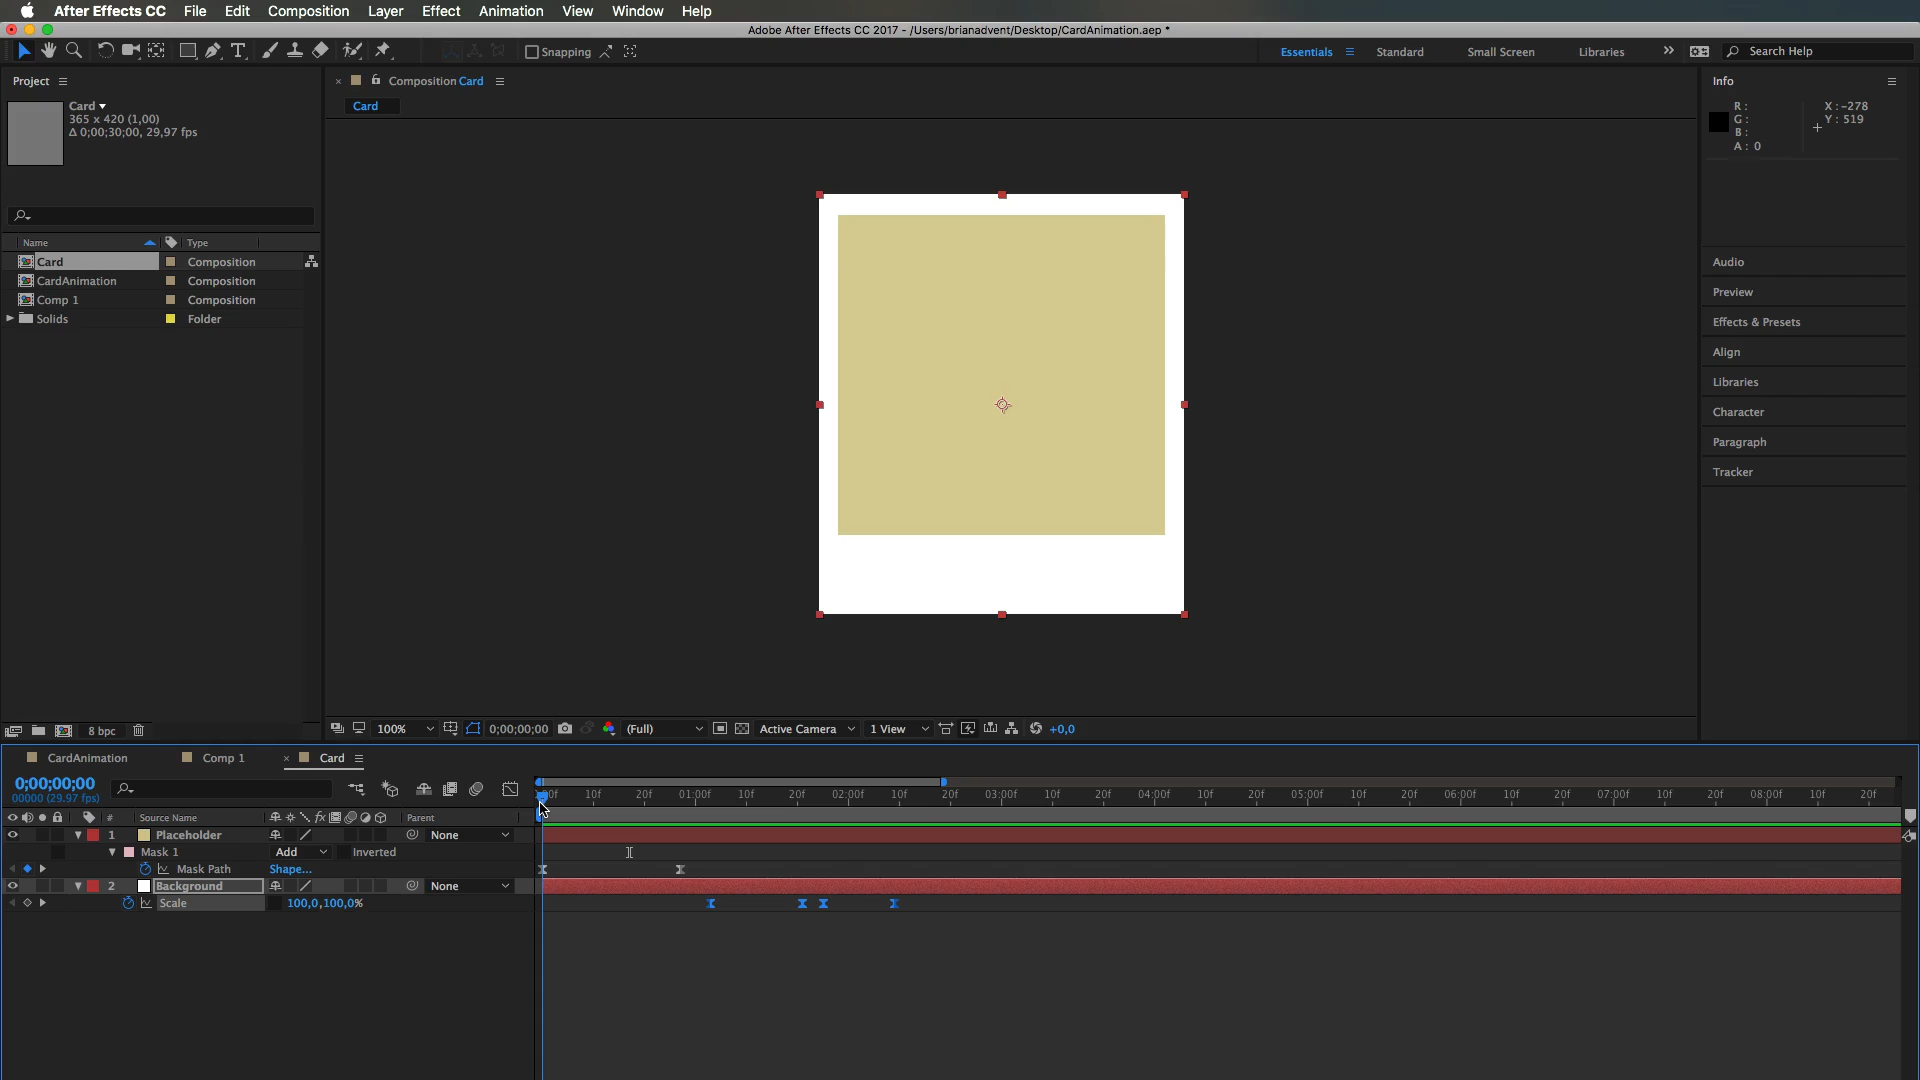 After Effects CC File Edit Composition Layer Effect Animation View Window Help
Adobe After Effects CC 2017 - /Users/brianadvent/Desktop/CardAnimation.aep *
Snapping Essentials Standard Small Screen Libraries Search Help
Project
Card
365 x 420 (1,00)
Δ 0;00;30;00, 29,97 fps
Name Type
Card Composition
CardAnimation Composition
Comp 1 Composition
Solids Folder
8 bpc
Composition Card
Card
100% 0;00;00;00 (Full) Active Camera 1 View +0,0
Info
R :
G :
B :
A : 0
X : -278
Y : 519
Audio
Preview
Effects & Presets
Align
Libraries
Character
Paragraph
Tracker
CardAnimation Comp 1 Card
0;00;00;00
00000 (29.97 fps)
00f 10f 20f 01:00f 10f 20f 02:00f 10f 20f 03:00f 10f 20f 04:00f 10f 20f 05:00f 10f 20f 06:00f 10f 20f 07:00f 10f 20f 08:00f 10f 20f
# Source Name Parent
1 Placeholder None
Mask 1 Add Inverted
Mask Path Shape...
2 Background None
Scale 100,0,100,0%